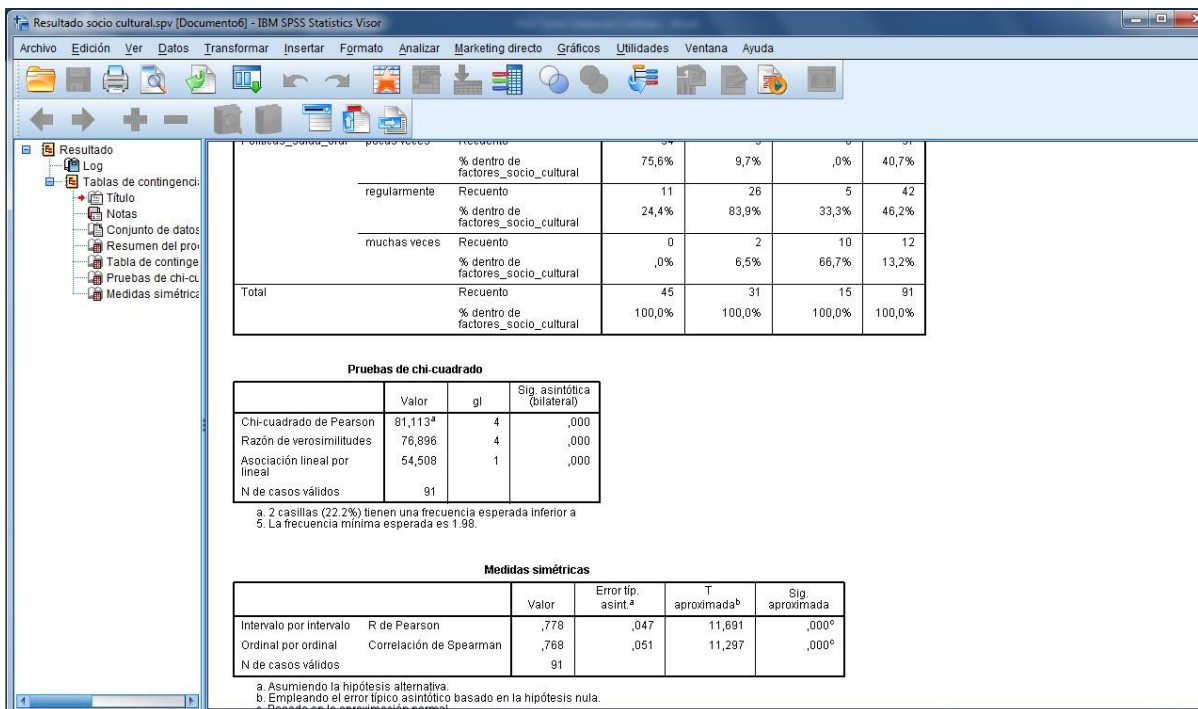 Resultado socio cultural.spv [Documento6] - IBM SPSS Statistics Visor
Archivo Edición Ver Datos Transformar Insertar Formato Analizar Marketing directo Gráficos Utilidades Ventana Ayuda
Resultado
Log
Tablas de contingenci
Título
Notas
Conjunto de datos
Resumen del pro
Tabla de continge
Pruebas de chi-cu
Medidas simétrica
% dentro de factores_socio_cultural 75,6% 9,7% ,0% 40,7%
regularmente Recuento 11 26 5 42
% dentro de factores_socio_cultural 24,4% 83,9% 33,3% 46,2%
muchas veces Recuento 0 2 10 12
% dentro de factores_socio_cultural ,0% 6,5% 66,7% 13,2%
Total Recuento 45 31 15 91
% dentro de factores_socio_cultural 100,0% 100,0% 100,0% 100,0%
Pruebas de chi-cuadrado
Valor gl Sig. asintótica (bilateral)
Chi-cuadrado de Pearson 81,113a 4 ,000
Razón de verosimilitudes 76,896 4 ,000
Asociación lineal por lineal 54,508 1 ,000
N de casos válidos 91
a. 2 casillas (22.2%) tienen una frecuencia esperada inferior a
5. La frecuencia mínima esperada es 1.98.
Medidas simétricas
Valor Error típ. asint.a T aproximadab Sig. aproximada
Intervalo por intervalo R de Pearson ,778 ,047 11,691 ,000c
Ordinal por ordinal Correlación de Spearman ,768 ,051 11,297 ,000c
N de casos válidos 91
a. Asumiendo la hipótesis alternativa.
b. Empleando el error típico asintótico basado en la hipótesis nula.